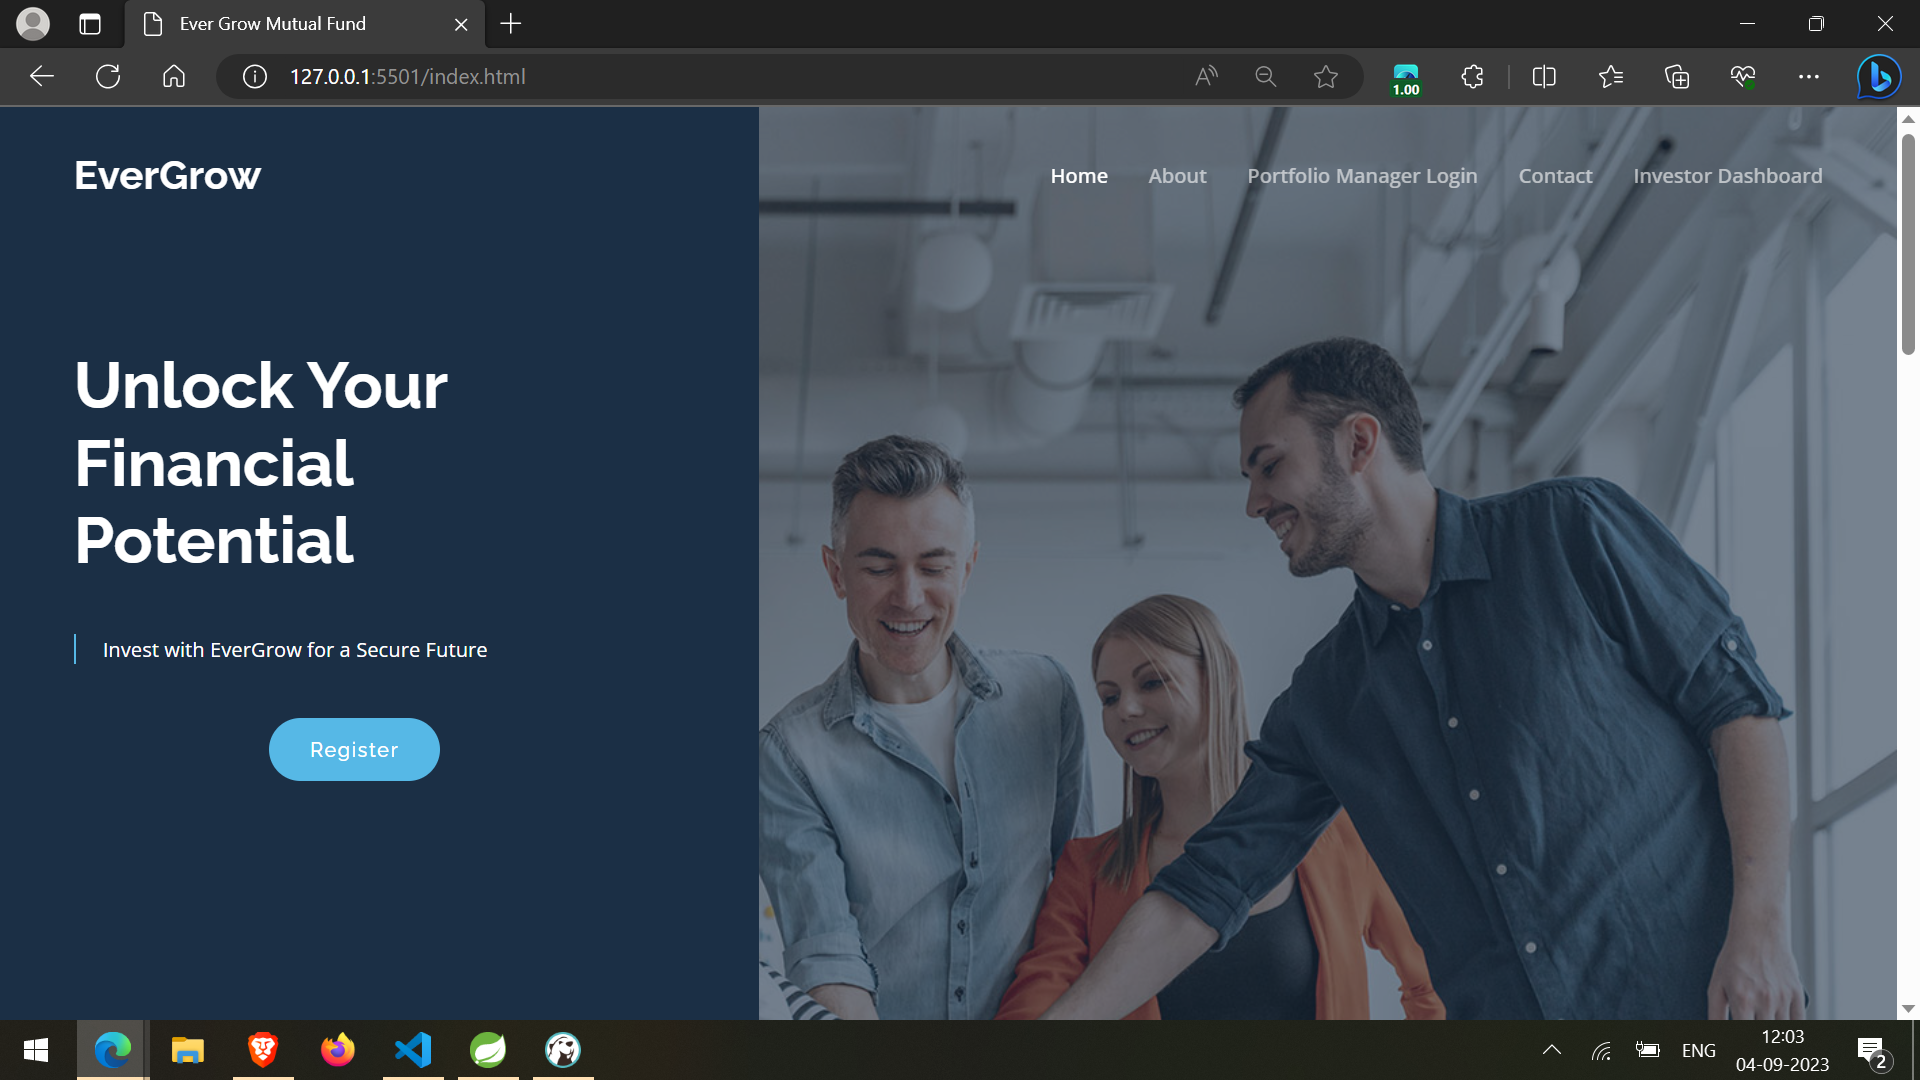 Ever Grow Mutual Fund
127.0.0.1:5501/index.html
1.00
EverGrow
Home About Portfolio Manager Login Contact Investor Dashboard
Unlock Your
Financial
Potential
Invest with EverGrow for a Secure Future
Register
ENG
12:03
04-09-2023
2